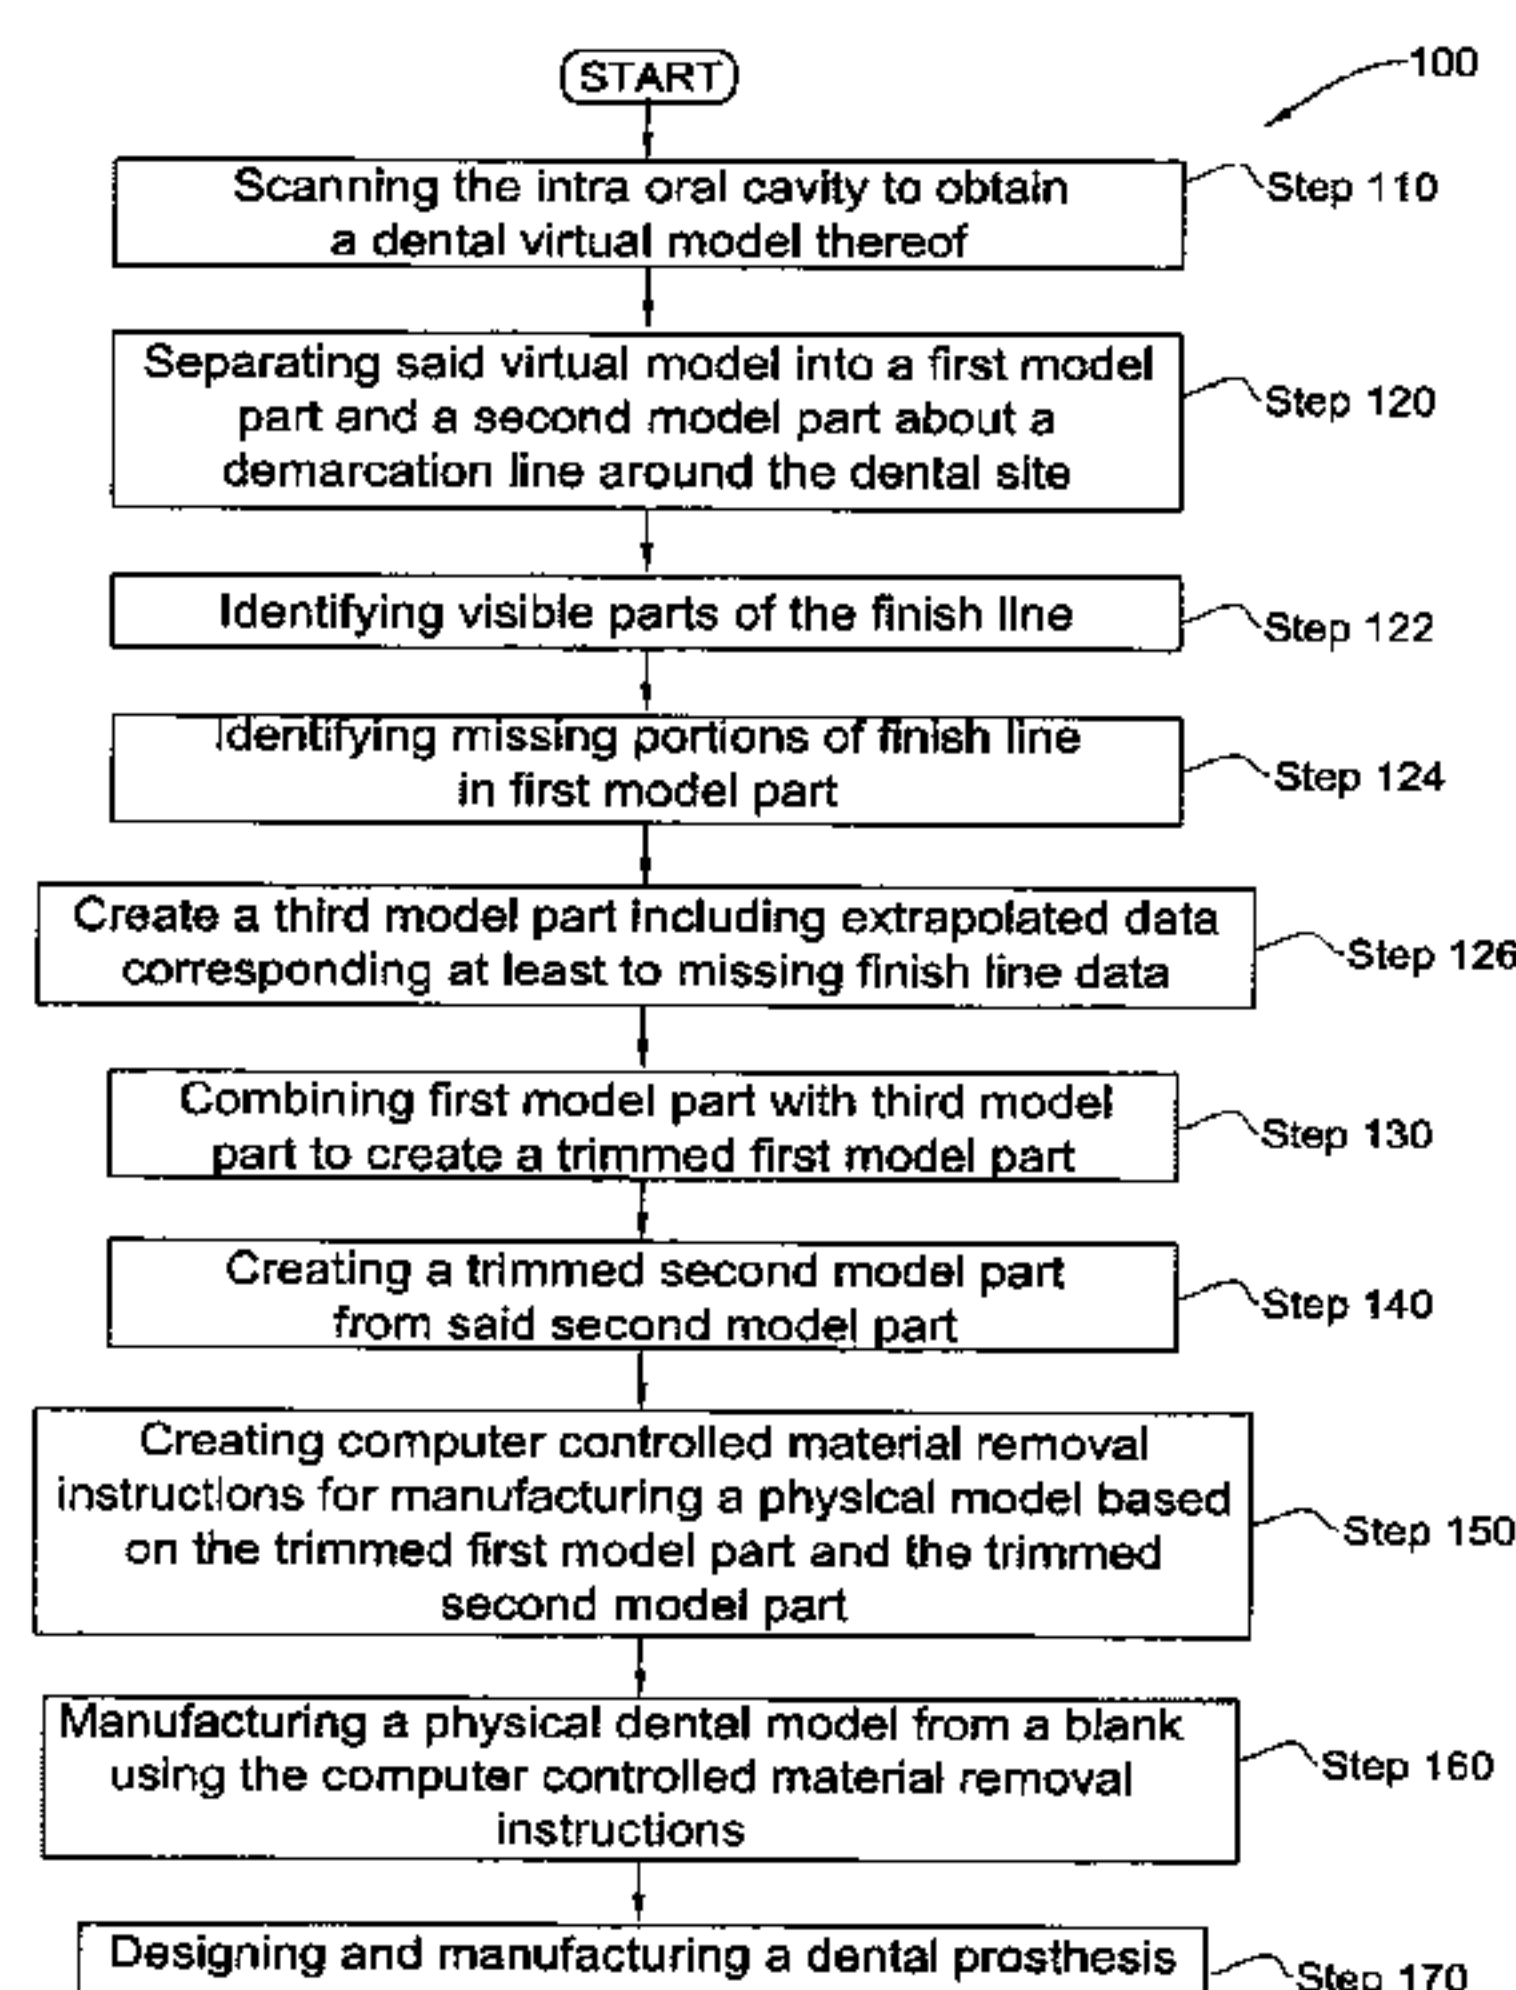 START
100
Scanning the intra oral cavity to obtain
a dental virtual model thereof
Step 110
Separating said virtual model into a first model
part and a second model part about a
demarcation line around the dental site
Step 120
Identifying visible parts of the finish line
Step 122
Identifying missing portions of finish line
in first model part
Step 124
Create a third model part including extrapolated data
corresponding at least to missing finish line data
Step 126
Combining first model part with third model
part to create a trimmed first model part
Step 130
Creating a trimmed second model part
from said second model part
Step 140
Creating computer controlled material removal
instructions for manufacturing a physical model based
on the trimmed first model part and the trimmed
second model part
Step 150
Manufacturing a physical dental model from a blank
using the computer controlled material removal
instructions
Step 160
Designing and manufacturing a dental prosthesis
Step 170